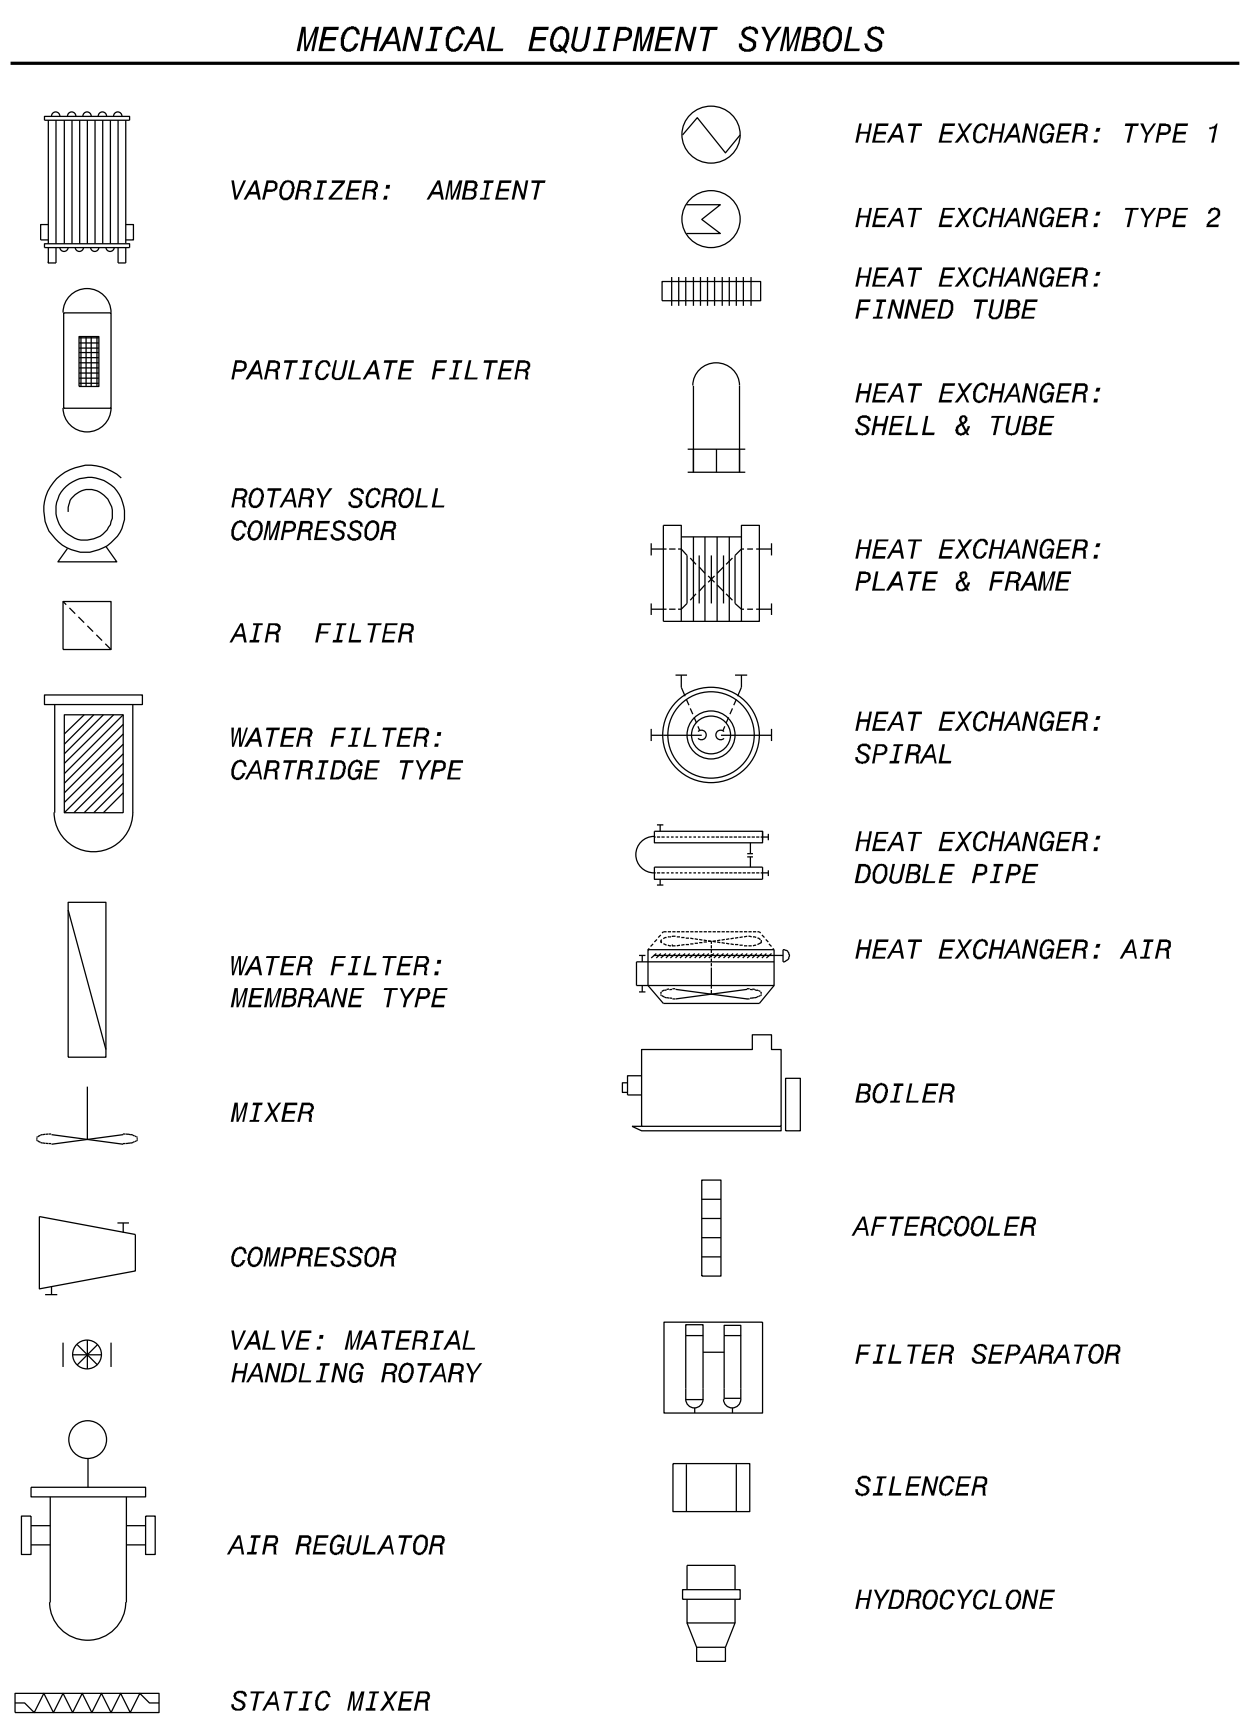 MECHANICAL EQUIPMENT SYMBOLS
VAPORIZER: AMBIENT
PARTICULATE FILTER
ROTARY SCROLL
COMPRESSOR
AIR FILTER
WATER FILTER:
CARTRIDGE TYPE
WATER FILTER:
MEMBRANE TYPE
MIXER
COMPRESSOR
VALVE: MATERIAL
HANDLING ROTARY
AIR REGULATOR
STATIC MIXER
HEAT EXCHANGER: TYPE 1
HEAT EXCHANGER: TYPE 2
HEAT EXCHANGER:
FINNED TUBE
HEAT EXCHANGER:
SHELL & TUBE
HEAT EXCHANGER:
PLATE & FRAME
HEAT EXCHANGER:
SPIRAL
HEAT EXCHANGER:
DOUBLE PIPE
HEAT EXCHANGER: AIR
BOILER
AFTERCOOLER
FILTER SEPARATOR
SILENCER
HYDROCYCLONE